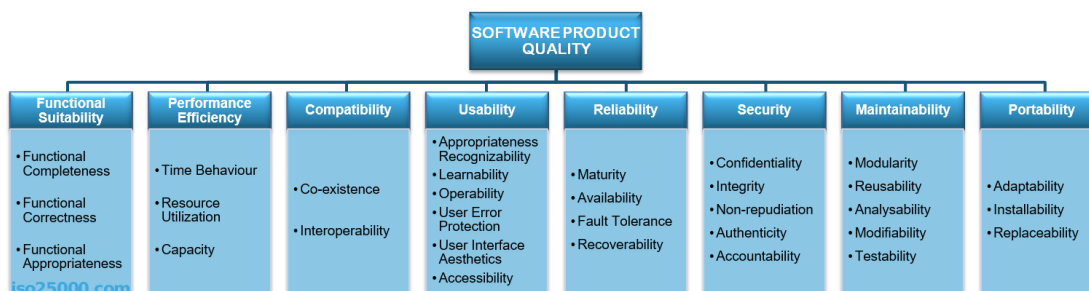 SOFTWARE PRODUCT
QUALITY
Functional
Suitability
• Functional
Completeness
• Functional
Correctness
• Functional
Appropriateness
Performance
Efficiency
• Time Behaviour
• Resource
Utilization
• Capacity
Compatibility
• Co-existence
• Interoperability
Usability
• Appropriateness
Recognizability
• Learnability
• Operability
• User Error
Protection
• User Interface
Aesthetics
• Accessibility
Reliability
• Maturity
• Availability
• Fault Tolerance
• Recoverability
Security
• Confidentiality
• Integrity
• Non-repudiation
• Authenticity
• Accountability
Maintainability
• Modularity
• Reusability
• Analysability
• Modifiability
• Testability
Portability
• Adaptability
• Installability
• Replaceability
iso25000.com